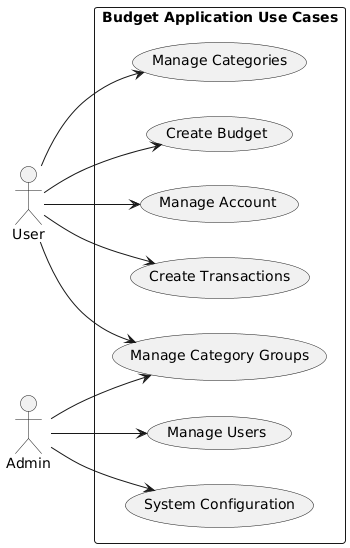 Budget Application Use Cases
Manage Categories
Create Budget
Manage Account
User
Create Transactions
Manage Category Groups
Manage Users
Admin
System Configuration